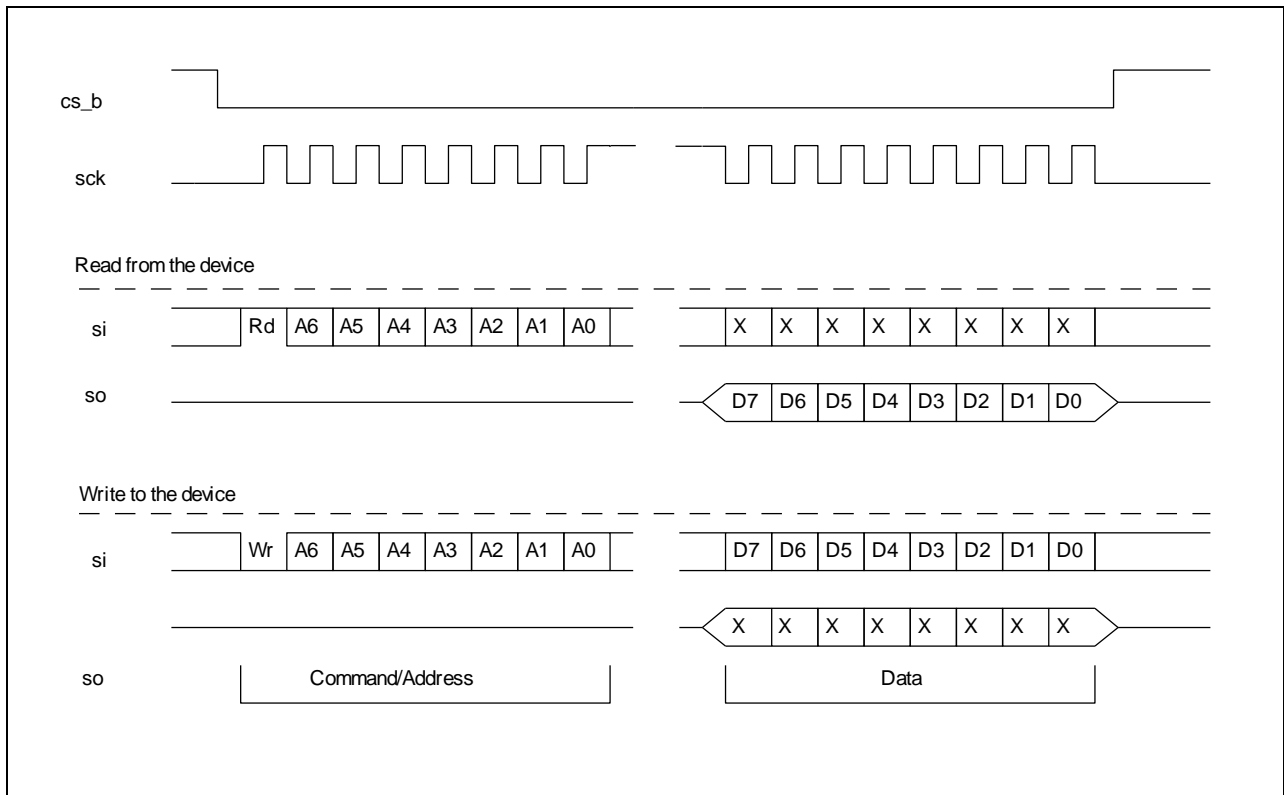 cs_b
sck
Read from the device
si Rd A6 A5 A4 A3 A2 A1 A0 X X X X X X X X
so D7 D6 D5 D4 D3 D2 D1 D0
Write to the device
si Wr A6 A5 A4 A3 A2 A1 A0 D7 D6 D5 D4 D3 D2 D1 D0
X X X X X X X X
so Command/Address Data